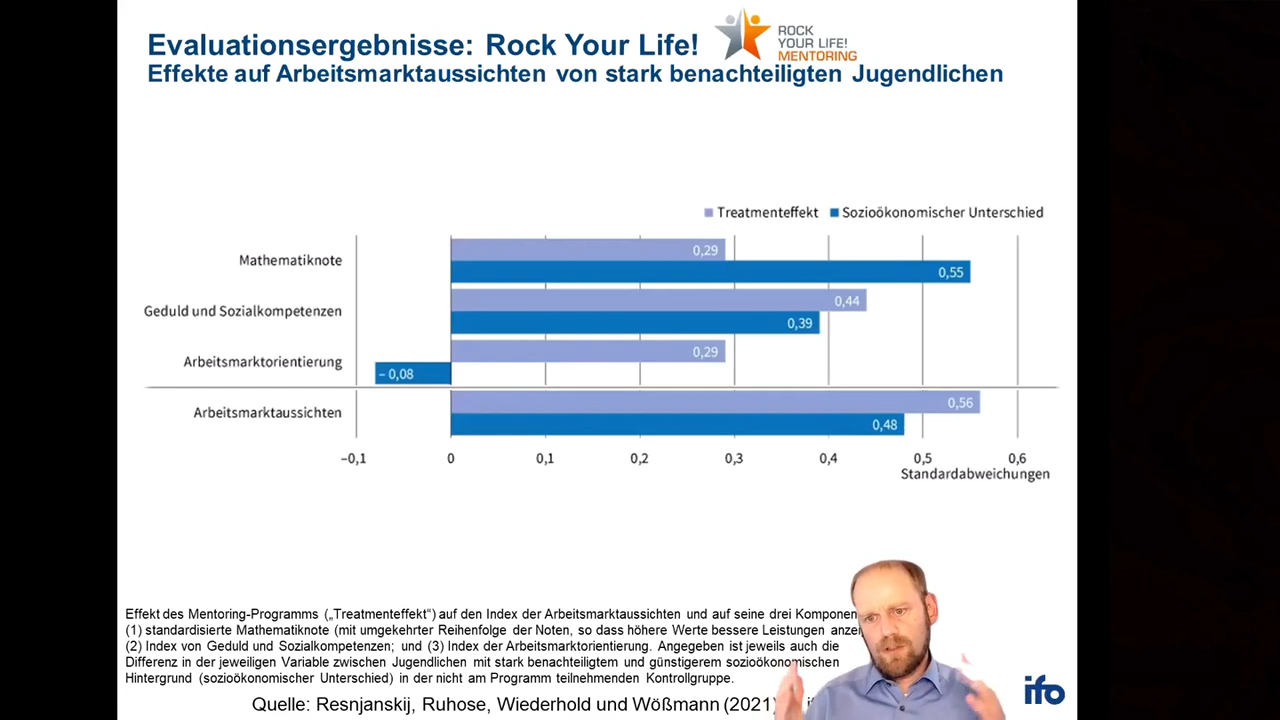 Evaluationsergebnisse: Rock Your Life!
ROCK
YOUR LIFE!
MENTORING
Effekte auf Arbeitsmarktaussichten von stark benachteiligten Jugendlichen
Treatmenteffekt
Sozioökonomischer Unterschied
Mathematiknote
0,29
0,55
Geduld und Sozialkompetenzen
0,44
0,39
Arbeitsmarktorientierung
0,29
– 0,08
Arbeitsmarktaussichten
0,56
0,48
–0,1
0
0,1
0,2
0,3
0,4
0,5
0,6
Standardabweichungen
Effekt des Mentoring-Programms („Treatmenteffekt“) auf den Index der Arbeitsmarktaussichten und auf seine drei
(1) standardisierte Mathematiknote (mit umgekehrter Reihenfolge der Noten, so dass höhere Werte bessere Leistungen
(2) Index von Geduld und Sozialkompetenzen; und (3) Index der Arbeitsmarktorientierung. Angegeben ist jeweils auch die
Differenz in der jeweiligen Variable zwischen Jugendlichen mit stark benachteiligtem und günstigerem sozioökonomischen
Hintergrund (sozioökonomischer Unterschied) in der nicht am Programm teilnehmenden Kontrollgruppe.
Quelle: Resnjanskij, Ruhose, Wiederhold und Wößmann (2021)
ifo